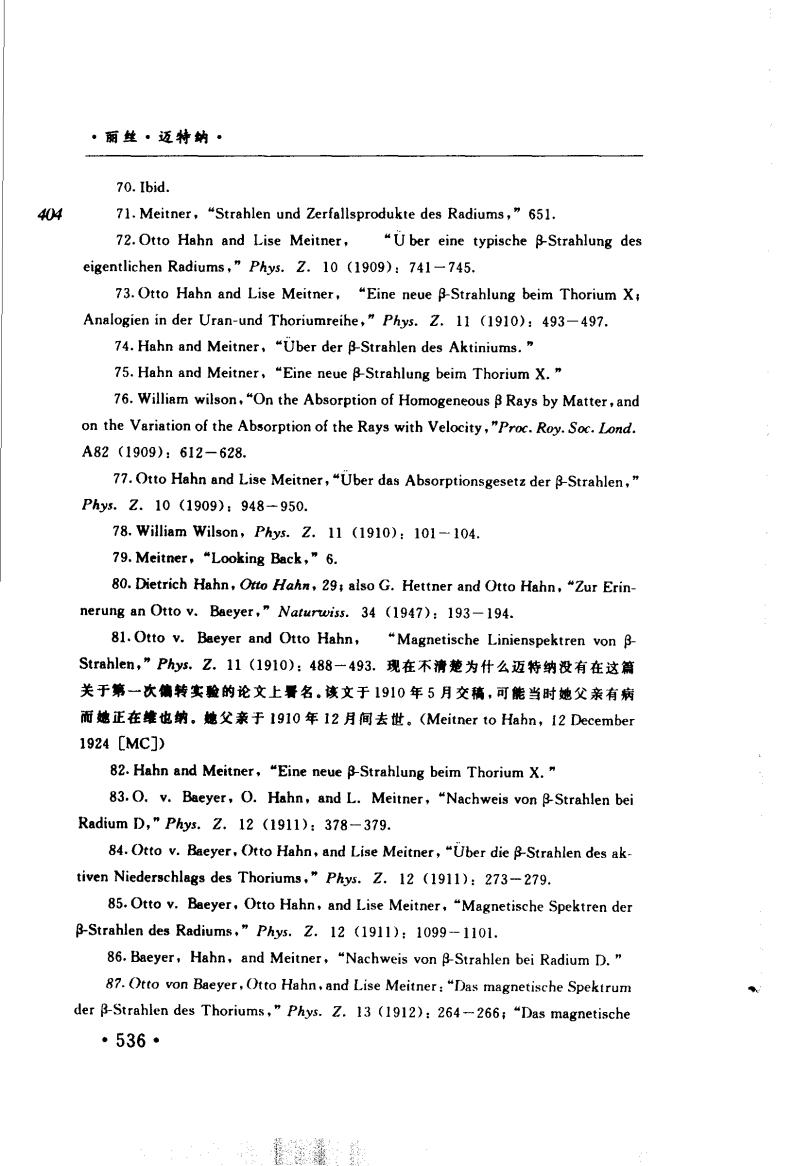 ·丽丝·迈特纳·
70. Ibid.
404
71. Meitner, “Strahlen und Zerfallsprodukte des Radiums,” 651.
72. Otto Hahn and Lise Meitner, “Über eine typische β-Strahlung des
eigentlichen Radiums,” Phys. Z. 10 (1909): 741－745.
73. Otto Hahn and Lise Meitner, “Eine neue β-Strahlung beim Thorium X;
Analogien in der Uran-und Thoriumreihe,” Phys. Z. 11 (1910): 493－497.
74. Hahn and Meitner, “Über der β-Strahlen des Aktiniums.”
75. Hahn and Meitner, “Eine neue β-Strahlung beim Thorium X.”
76. William wilson, “On the Absorption of Homogeneous β Rays by Matter, and
on the Variation of the Absorption of the Rays with Velocity,” Proc. Roy. Soc. Lond.
A82 (1909): 612－628.
77. Otto Hahn and Lise Meitner, “Über das Absorptionsgesetz der β-Strahlen,”
Phys. Z. 10 (1909): 948－950.
78. William Wilson, Phys. Z. 11 (1910): 101－104.
79. Meitner, “Looking Back,” 6.
80. Dietrich Hahn, Otto Hahn, 29; also G. Hettner and Otto Hahn, “Zur Erin-
nerung an Otto v. Baeyer,” Naturwiss. 34 (1947): 193－194.
81. Otto v. Baeyer and Otto Hahn, “Magnetische Linienspektren von β-
Strahlen,” Phys. Z. 11 (1910): 488－493. 现在不清楚为什么迈特纳没有在这篇
关于第一次偏转实验的论文上署名。该文于 1910 年 5 月交稿,可能当时她父亲有病
而她正在维也纳。她父亲于 1910 年 12 月间去世。(Meitner to Hahn, 12 December
1924 [MC])
82. Hahn and Meitner, “Eine neue β-Strahlung beim Thorium X.”
83. O. v. Baeyer, O. Hahn, and L. Meitner, “Nachweis von β-Strahlen bei
Radium D,” Phys. Z. 12 (1911): 378－379.
84. Otto v. Baeyer, Otto Hahn, and Lise Meitner, “Über die β-Strahlen des ak-
tiven Niederschlags des Thoriums,” Phys. Z. 12 (1911): 273－279.
85. Otto v. Baeyer, Otto Hahn, and Lise Meitner, “Magnetische Spektren der
β-Strahlen des Radiums,” Phys. Z. 12 (1911): 1099－1101.
86. Baeyer, Hahn, and Meitner, “Nachweis von β-Strahlen bei Radium D.”
87. Otto von Baeyer, Otto Hahn, and Lise Meitner: “Das magnetische Spektrum
der β-Strahlen des Thoriums,” Phys. Z. 13 (1912): 264－266; “Das magnetische
· 536 ·